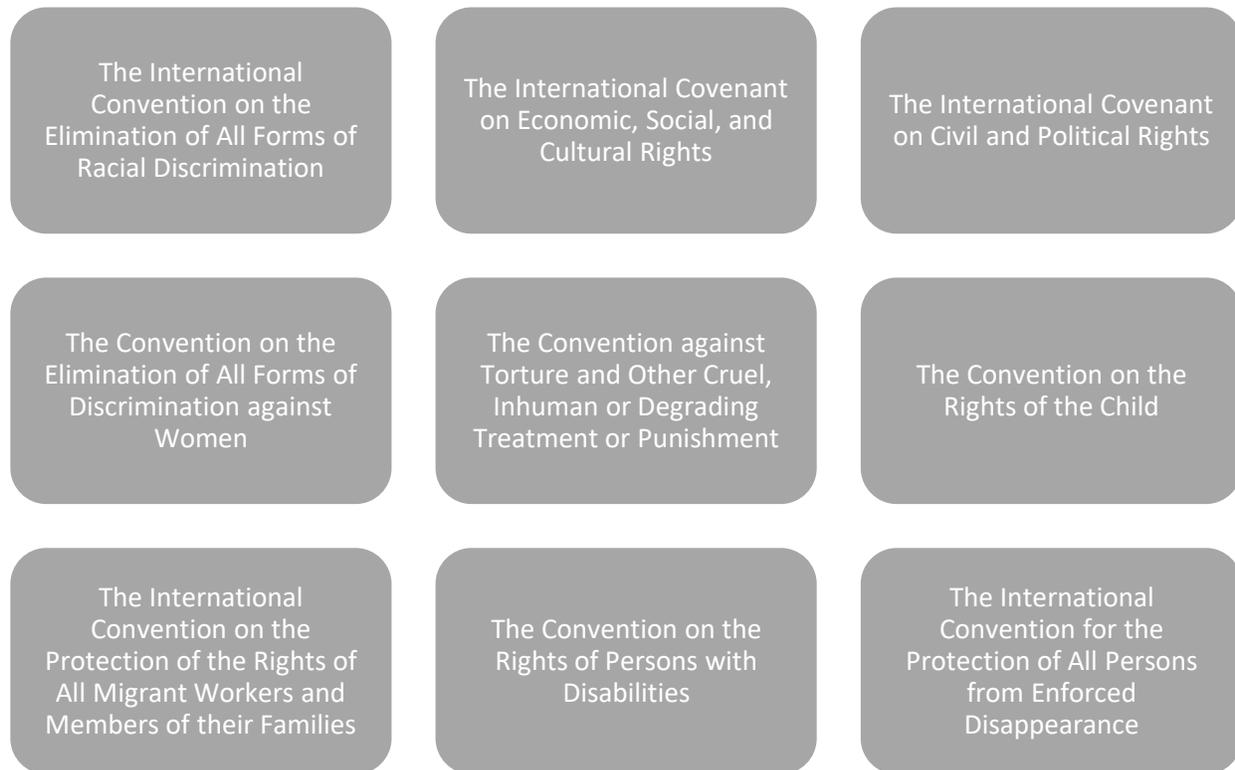 The International
Convention on the
Elimination of All Forms of
Racial Discrimination
The International Covenant
on Economic, Social, and
Cultural Rights
The International Covenant
on Civil and Political Rights
The Convention on the
Elimination of All Forms of
Discrimination against
Women
The Convention against
Torture and Other Cruel,
Inhuman or Degrading
Treatment or Punishment
The Convention on the
Rights of the Child
The International
Convention on the
Protection of the Rights of
All Migrant Workers and
Members of their Families
The Convention on the
Rights of Persons with
Disabilities
The International
Convention for the
Protection of All Persons
from Enforced
Disappearance